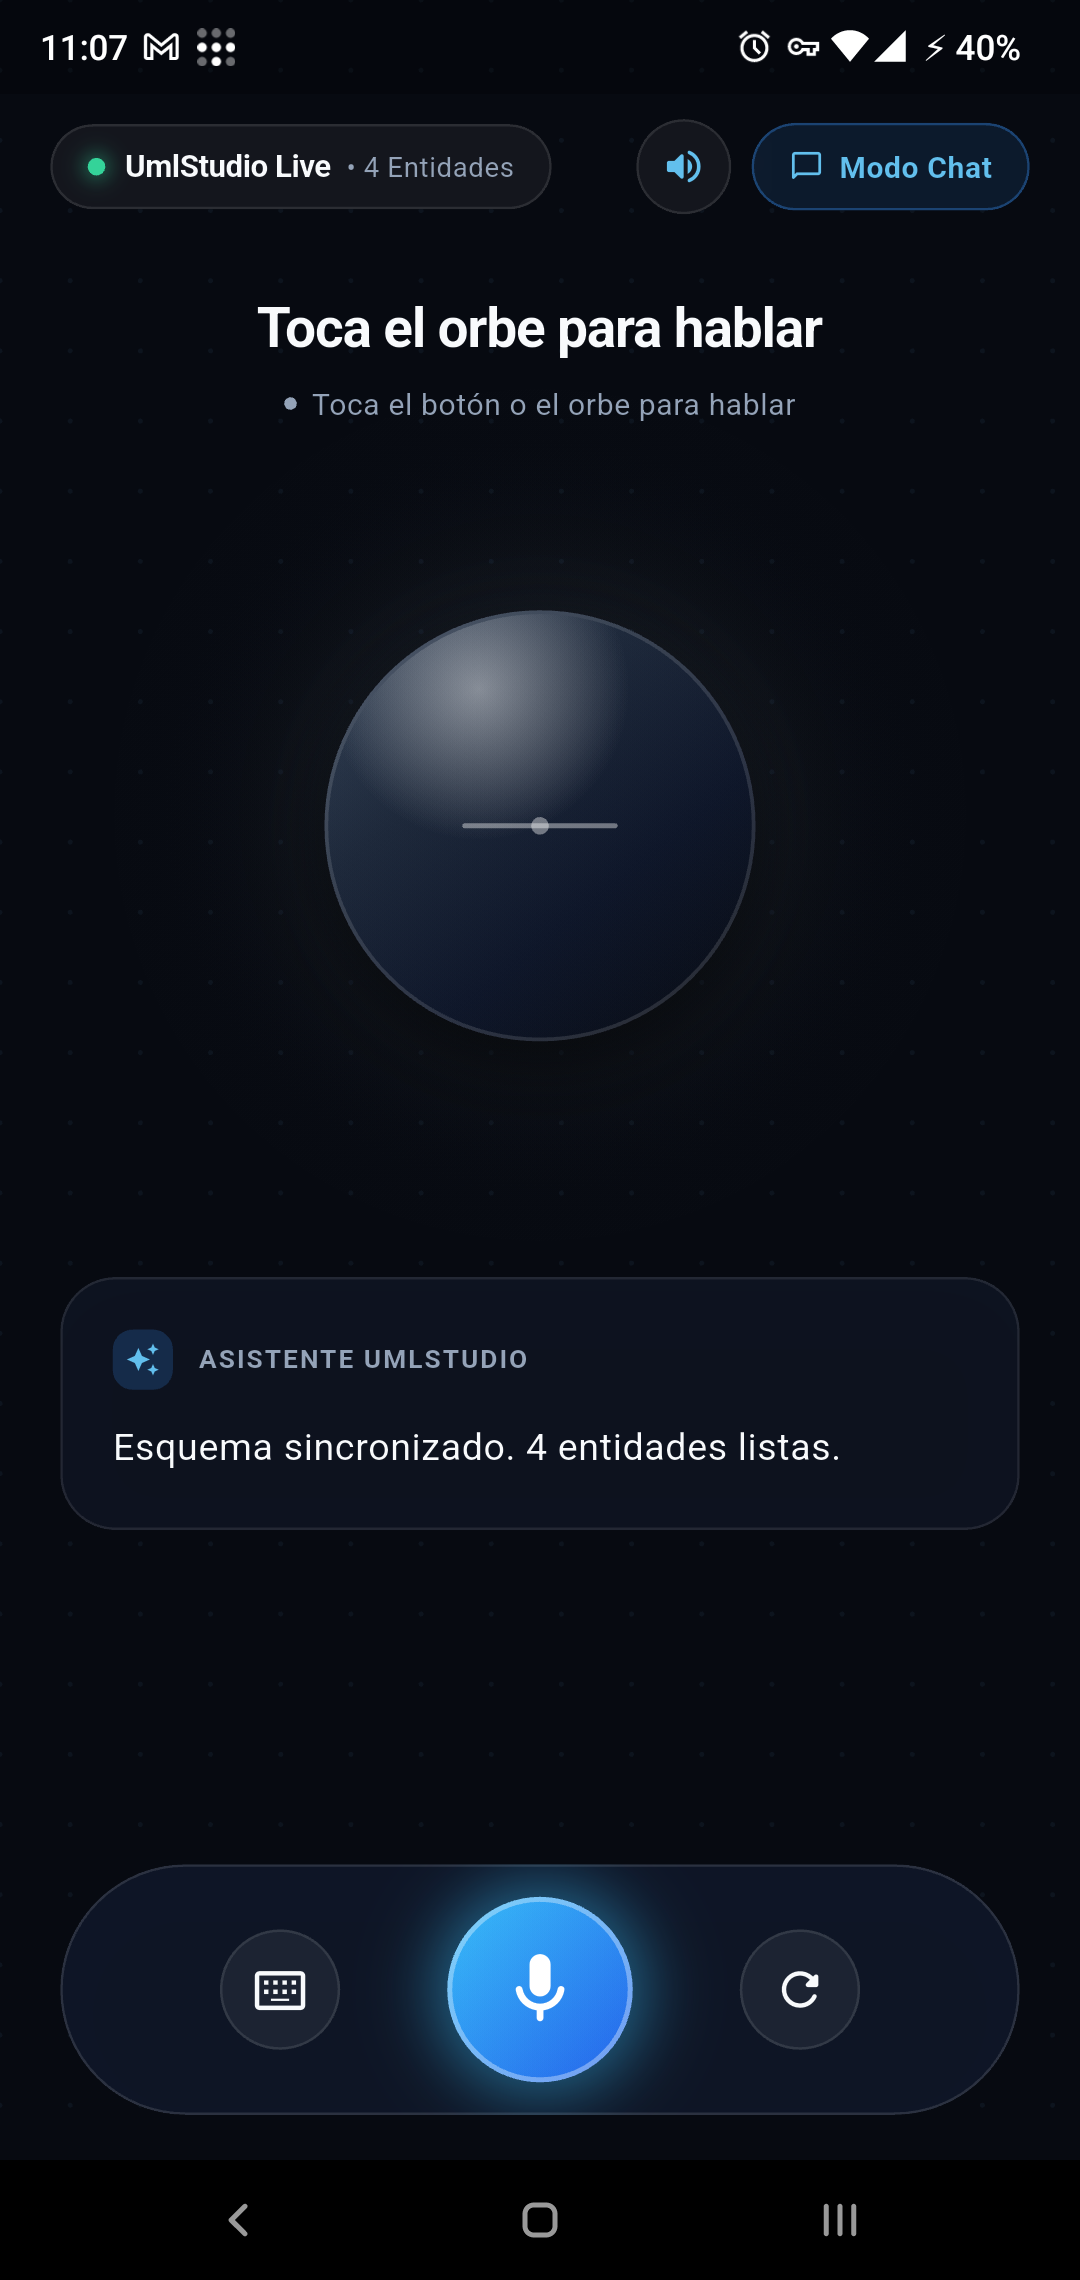 11:07
40%
UmlStudio Live • 4 Entidades
Modo Chat
Toca el orbe para hablar
Toca el botón o el orbe para hablar
ASISTENTE UMLSTUDIO
Esquema sincronizado. 4 entidades listas.